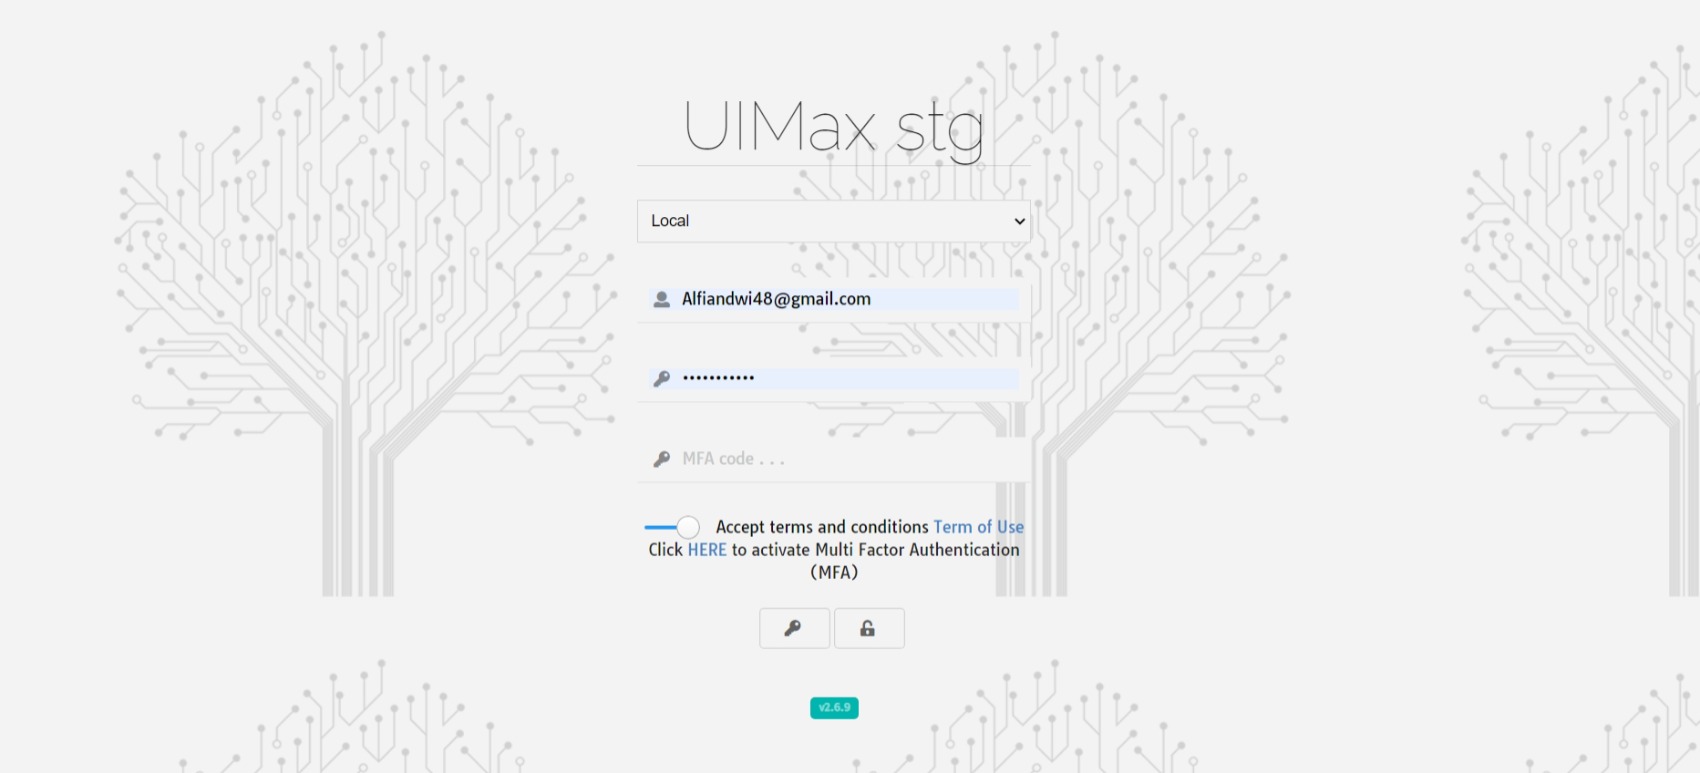 UIMax stg
Local
Alfiandwi48@gmail.com
•••••••••••
MFA code . . .
Accept terms and conditions Term of Use
Click HERE to activate Multi Factor Authentication
(MFA)
v2.6.9